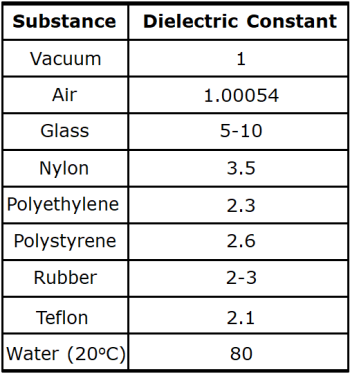 Substance Dielectric Constant
Vacuum 1
Air 1.00054
Glass 5-10
Nylon 3.5
Polyethylene 2.3
Polystyrene 2.6
Rubber 2-3
Teflon 2.1
Water (20ºC) 80